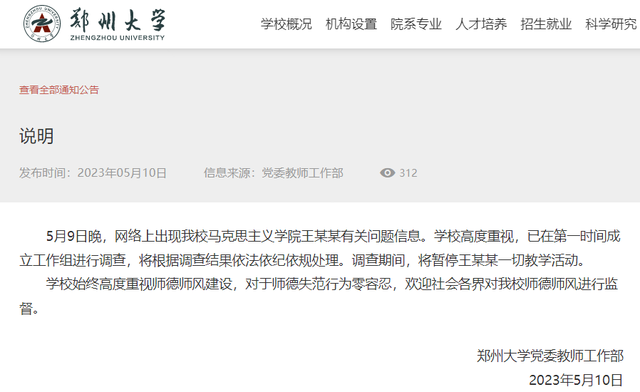 郑州大学
ZHENGZHOU UNIVERSITY
学校概况 机构设置 院系专业 人才培养 招生就业 科学研究
查看全部通知公告
说明
发布时间：2023年05月10日 信息来源：党委教师工作部 312
5月9日晚，网络上出现我校马克思主义学院王某某有关问题信息。学校高度重视，已在第一时间成
立工作组进行调查，将根据调查结果依法依纪依规处理。调查期间，将暂停王某某一切教学活动。
学校始终高度重视师德师风建设，对于师德失范行为零容忍，欢迎社会各界对我校师德师风进行监
督。
郑州大学党委教师工作部
2023年5月10日